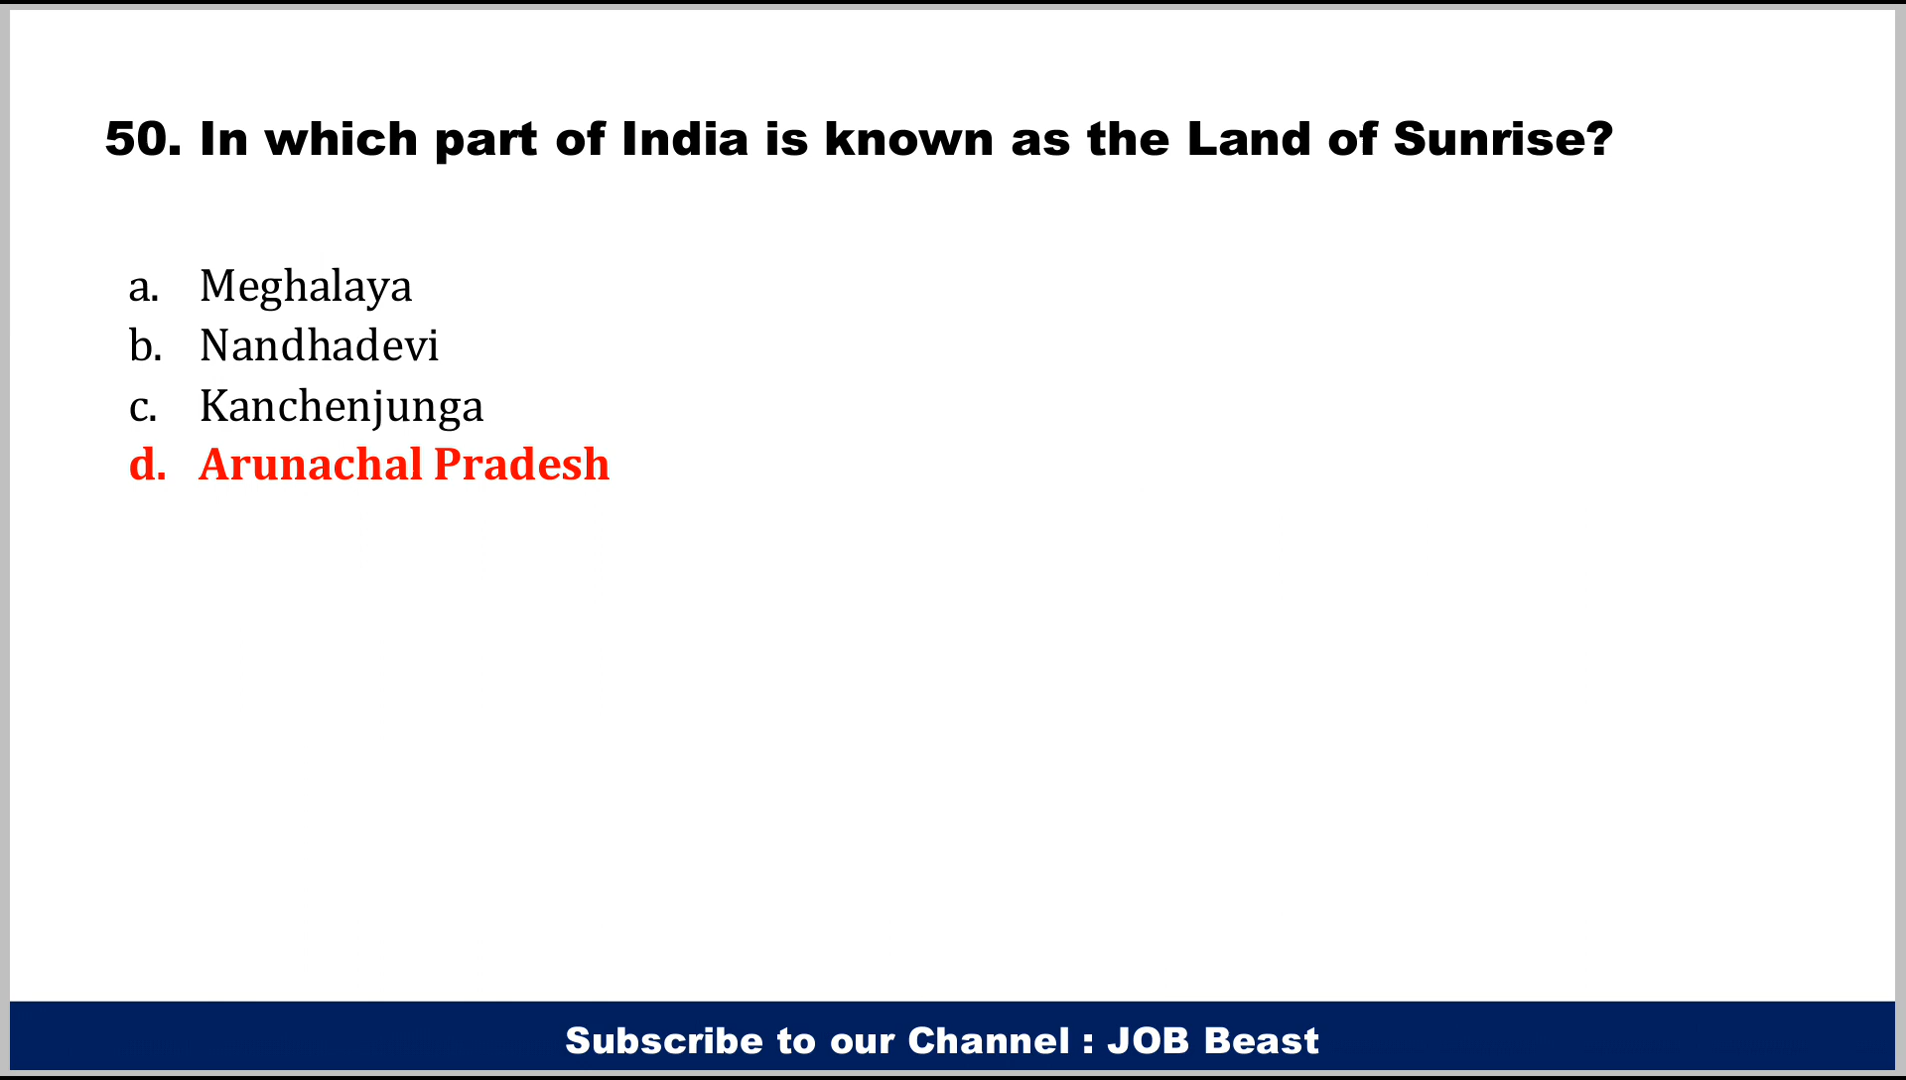 50. In which part of India is known as the Land of Sunrise?
a. Meghalaya
b. Nandhadevi
c. Kanchenjunga
d. Arunachal Pradesh
Subscribe to our Channel : JOB Beast